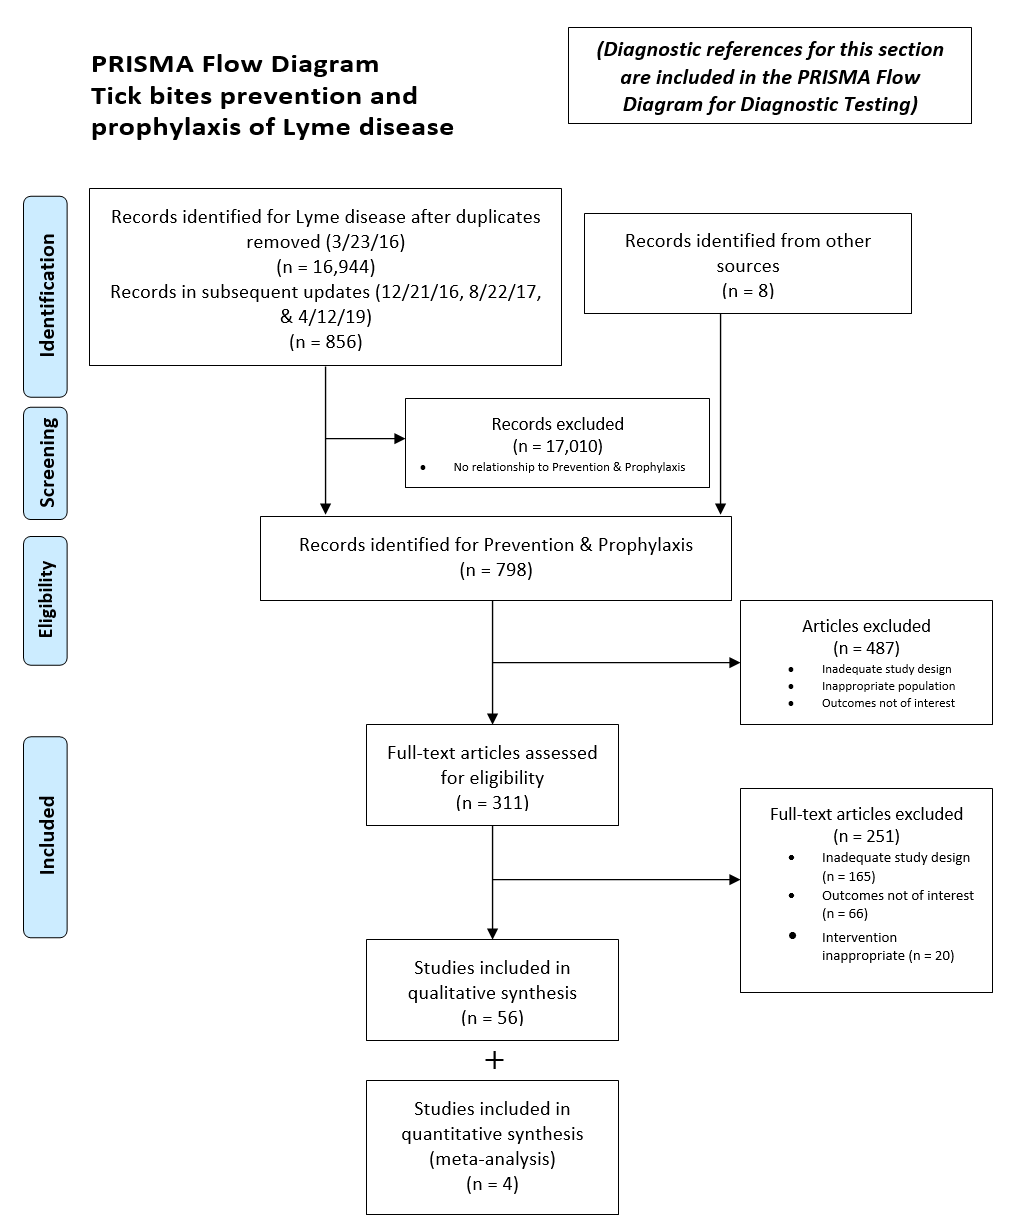 PRISMA Flow Diagram
Tick bites prevention and
prophylaxis of Lyme disease
(Diagnostic references for this section
are included in the PRISMA Flow
Diagram for Diagnostic Testing)
Identification
Records identified for Lyme disease after duplicates
removed (3/23/16)
(n = 16,944)
Records in subsequent updates (12/21/16, 8/22/17,
& 4/12/19)
(n = 856)
Records identified from other
sources
(n = 8)
Screening
Records excluded
(n = 17,010)
• No relationship to Prevention & Prophylaxis
Eligibility
Records identified for Prevention & Prophylaxis
(n = 798)
Articles excluded
(n = 487)
• Inadequate study design
• Inappropriate population
• Outcomes not of interest
Included
Full-text articles assessed
for eligibility
(n = 311)
Full-text articles excluded
(n = 251)
• Inadequate study design
(n = 165)
• Outcomes not of interest
(n = 66)
• Intervention
inappropriate (n = 20)
Studies included in
qualitative synthesis
(n = 56)
+
Studies included in
quantitative synthesis
(meta-analysis)
(n = 4)